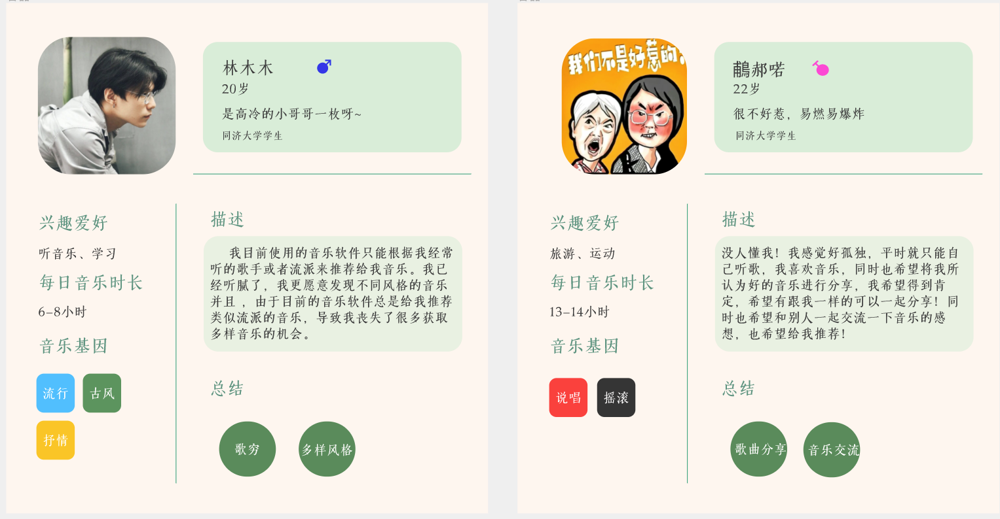 林木木
20岁
是高冷的小哥哥一枚呀~
同济大学学生
兴趣爱好
听音乐、学习
每日音乐时长
6-8小时
音乐基因
流行
古风
抒情
描述
我目前使用的音乐软件只能根据我经常
听的歌手或者流派来推荐给我音乐。我已
经听腻了，我更愿意发现不同风格的音乐
并且 ，由于目前的音乐软件总是给我推荐
类似流派的音乐，导致我丧失了很多获取
多样音乐的机会。
总结
歌穷
多样风格
我们不是好惹的
郝喏
22岁
很不好惹，易燃易爆炸
同济大学学生
兴趣爱好
旅游、运动
每日音乐时长
13-14小时
音乐基因
说唱
摇滚
描述
没人懂我！我感觉好孤独，平时就只能自
己听歌，我喜欢音乐，同时也希望将我所
认为好的音乐进行分享，我希望得到肯
定，希望有跟我一样的可以一起分享！同
时也希望和别人一起交流一下音乐的感
想，也希望给我推荐！
总结
歌曲分享
音乐交流